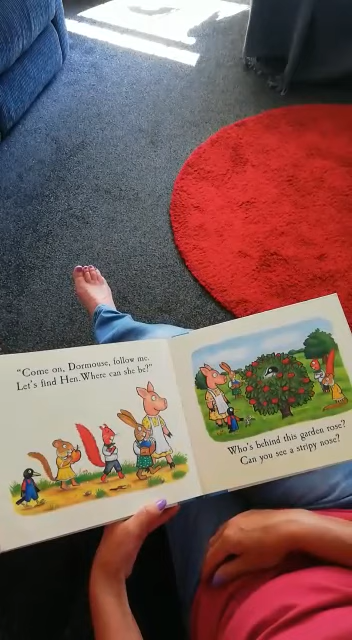 "Come on, Dormouse, follow me.
Let's find Hen. Where can she be?"
Who's behind this garden rose?
Can you see a stripy nose?